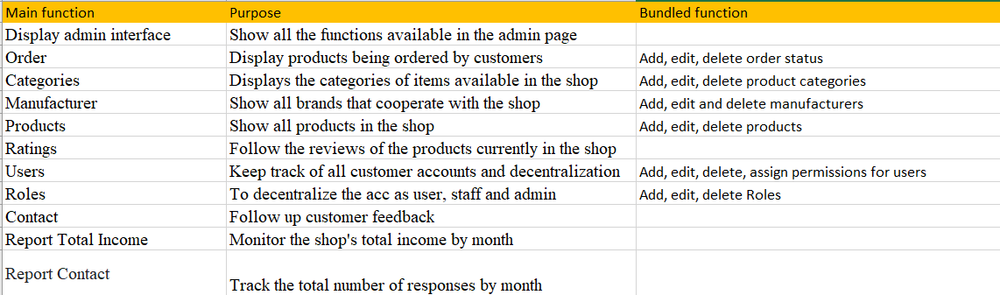 Main function Purpose Bundled function
Display admin interface Show all the functions available in the admin page
Order Display products being ordered by customers Add, edit, delete order status
Categories Displays the categories of items available in the shop Add, edit, delete product categories
Manufacturer Show all brands that cooperate with the shop Add, edit and delete manufacturers
Products Show all products in the shop Add, edit, delete products
Ratings Follow the reviews of the products currently in the shop
Users Keep track of all customer accounts and decentralization Add, edit, delete, assign permissions for users
Roles To decentralize the acc as user, staff and admin Add, edit, delete Roles
Contact Follow up customer feedback
Report Total Income Monitor the shop's total income by month
Report Contact Track the total number of responses by month